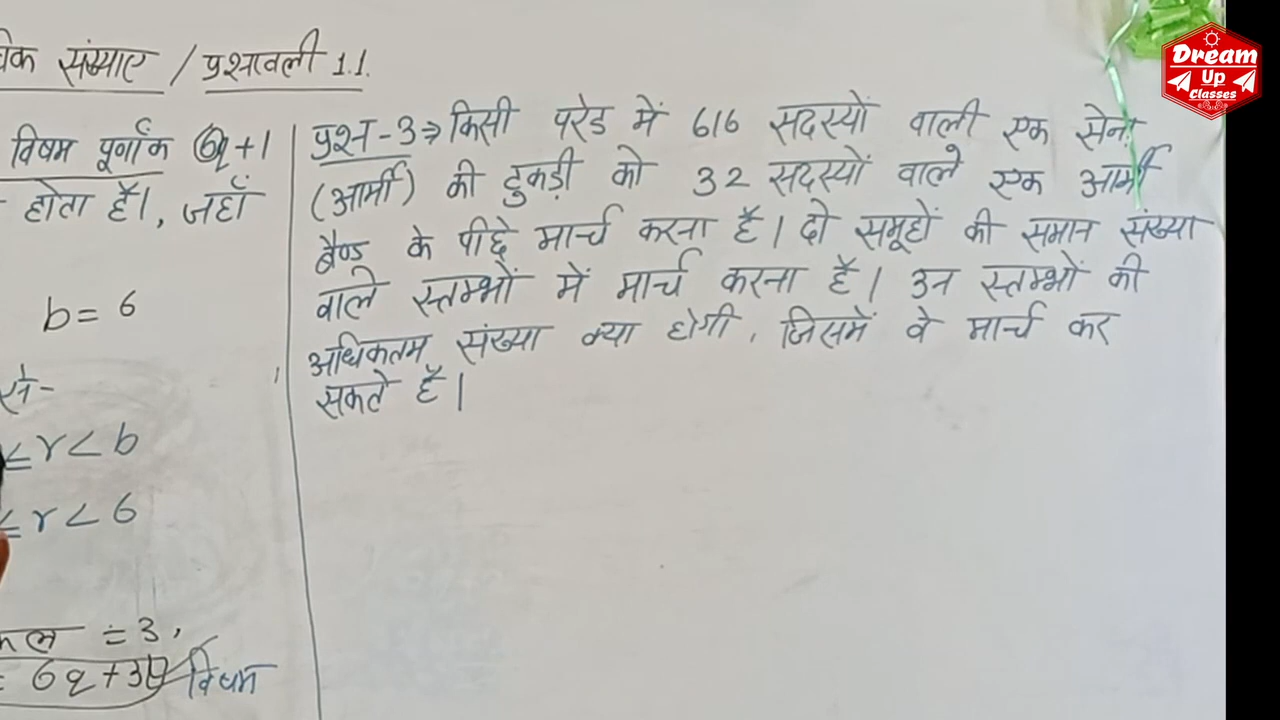 संख्याए / प्रश्नावली 1.1.
विषम पूर्णांक 6q+1
होता है।, जहाँ
b = 6
≤ r < b
≤ r < 6
= 3,
= 6q+3 विषम
प्रश्न-3⇒ किसी परेड में 616 सदस्यों वाली एक सेना
(आर्मी) की टुकड़ी को 32 सदस्यों वाले एक आर्मी
बैण्ड के पीछे मार्च करना है। दो समूहों की समान संख्या
वाले स्तम्भों में मार्च करना है। उन स्तम्भों की
अधिकतम संख्या क्या होगी, जिसमें वे मार्च कर
सकते है।
Dream
Up
Classes